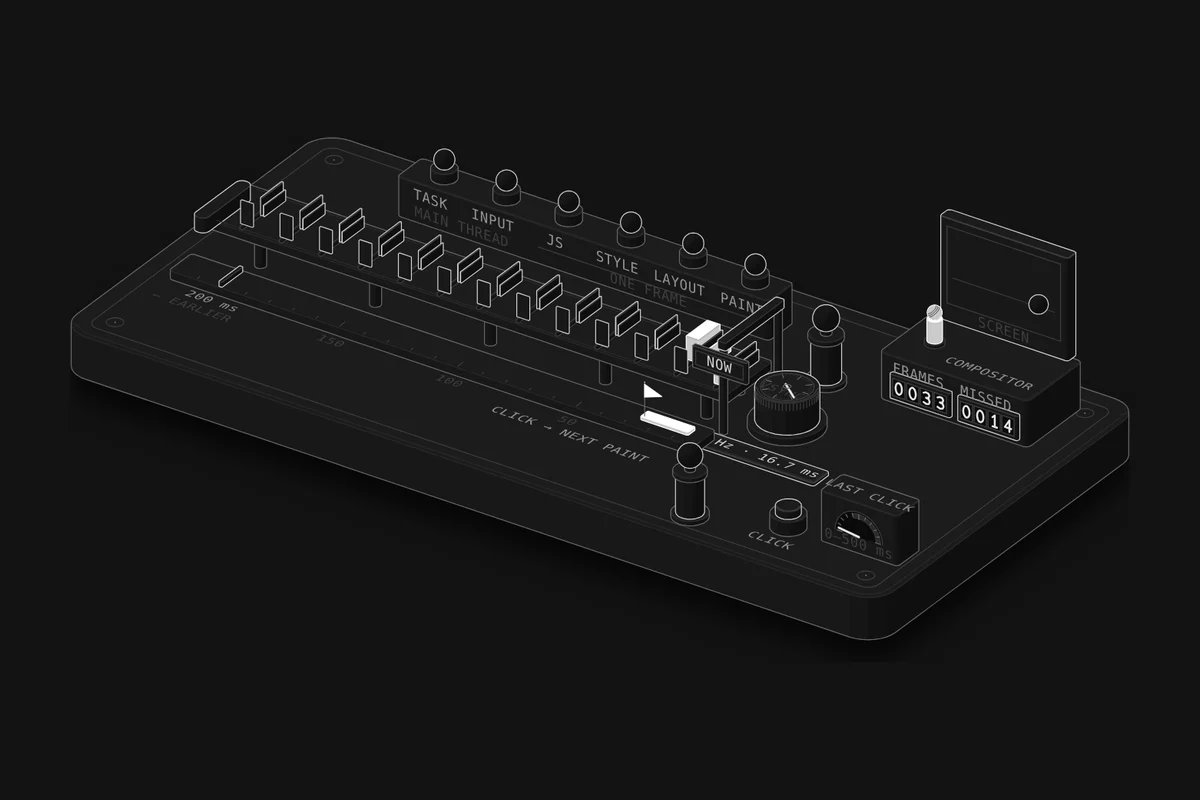 TASK
INPUT
JS
STYLE
LAYOUT
PAINT
MAIN THREAD
ONE FRAME
NOW
200 ms
← EARLIER
150
100
50
CLICK → NEXT PAINT
Hz · 16.7 ms
SCREEN
COMPOSITOR
FRAMES
0033
MISSED
0014
LAST CLICK
0–500 ms
CLICK